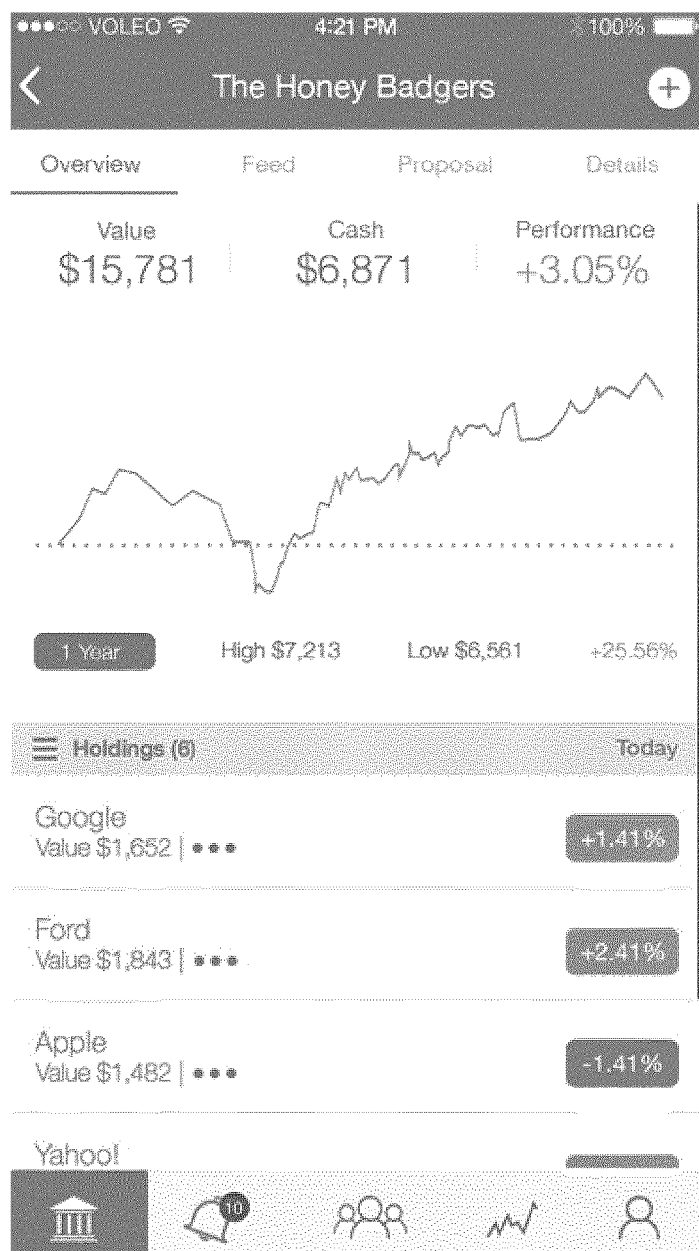 VOLEO 4:21 PM 100%
The Honey Badgers
Overview Feed Proposal Details
Value Cash Performance
$15,781 $6,871 +3.05%
1 Year High $7,213 Low $6,561 +25.56%
Holdings (6) Today
Google
Value $1,652 | ••• +1.41%
Ford
Value $1,843 | ••• +2.41%
Apple
Value $1,482 | ••• -1.41%
Yahoo!
10